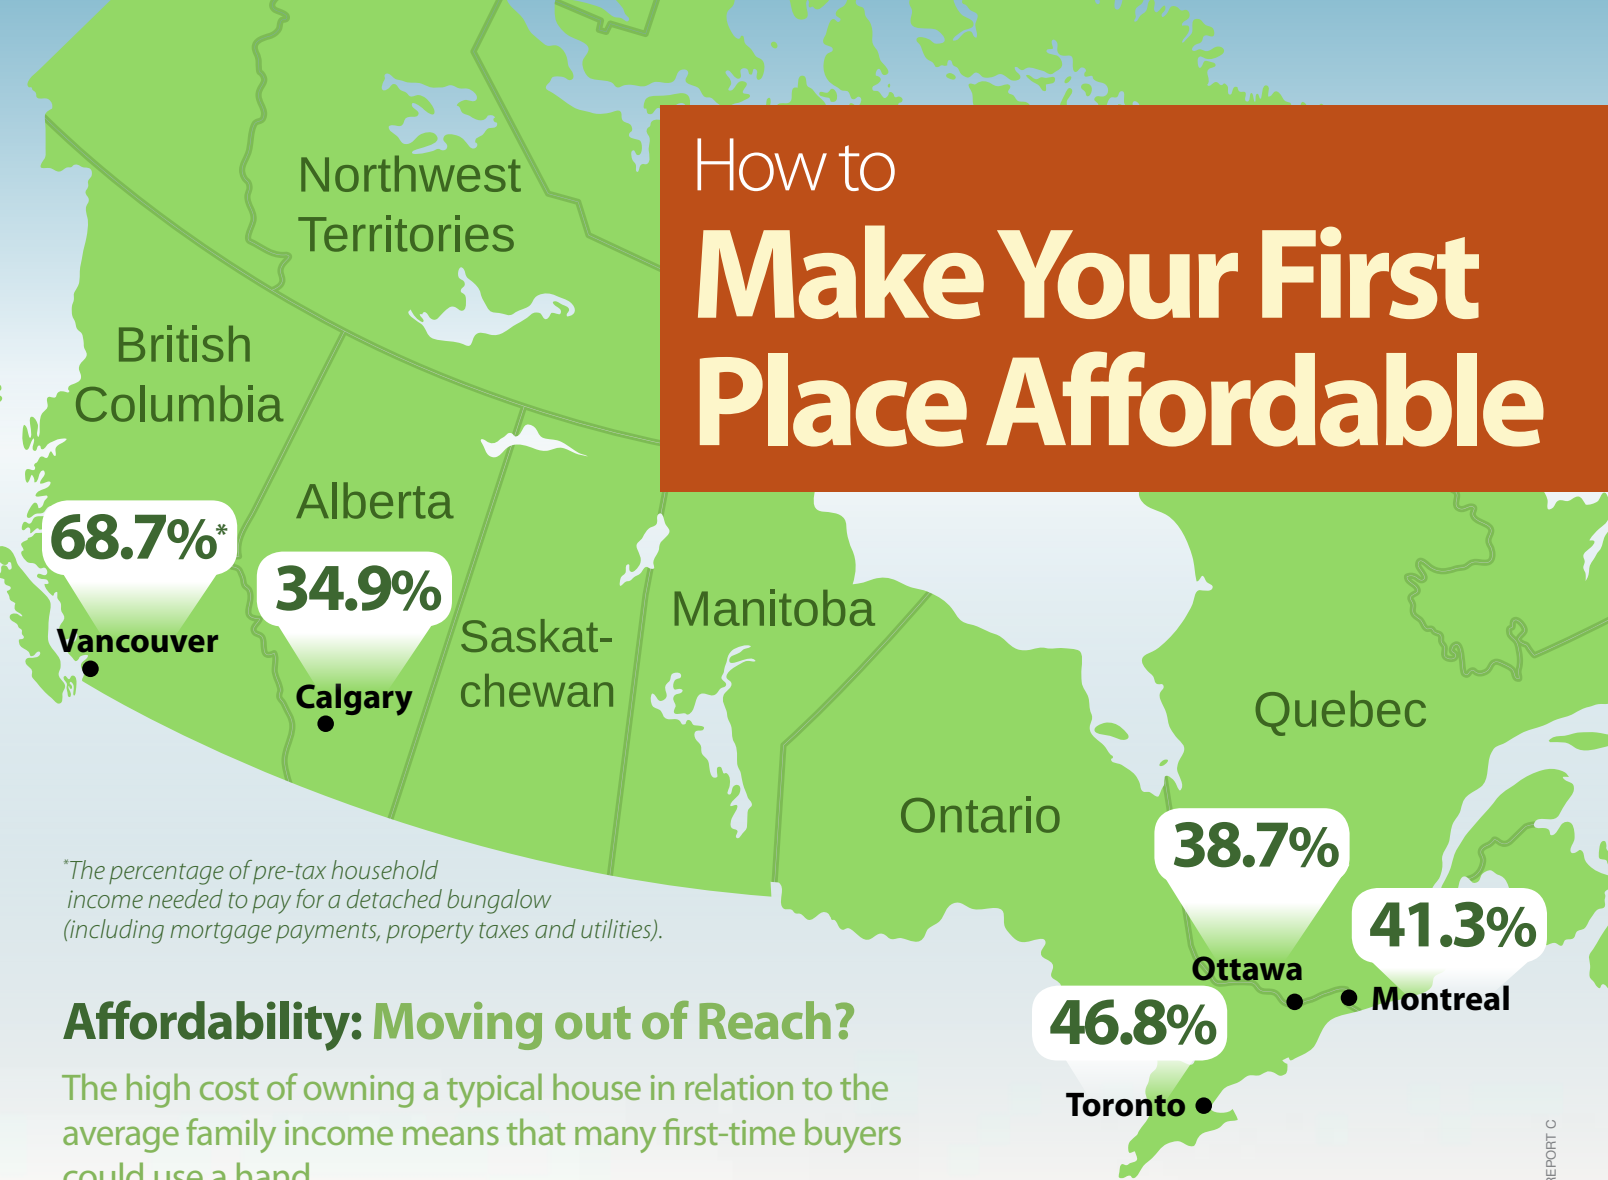 How to
Make Your First
Place Affordable
Northwest
Territories
British
Columbia
Alberta
68.7%*
34.9%
Vancouver
Calgary
Saskat-
chewan
Manitoba
Quebec
Ontario
38.7%
41.3%
Ottawa
Montreal
46.8%
Toronto
*The percentage of pre-tax household
income needed to pay for a detached bungalow
(including mortgage payments, property taxes and utilities).
Affordability: Moving out of Reach?
The high cost of owning a typical house in relation to the
average family income means that many first-time buyers
could use a hand
REPORT C